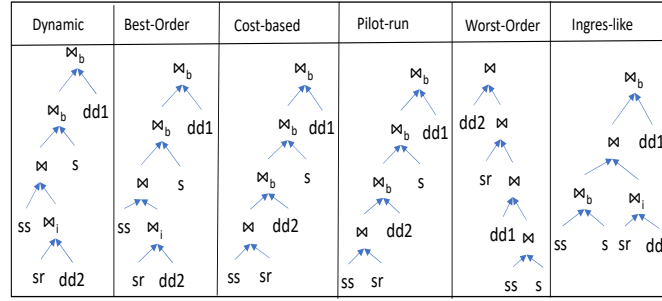 Dynamic Best-Order Cost-based Pilot-run Worst-Order Ingres-like
⋈b
⋈b dd1
⋈ s
ss ⋈i
sr dd2
⋈b
⋈b dd1
⋈ s
ss ⋈i
sr dd2
⋈b
⋈b dd1
⋈b s
⋈ dd2
ss sr
⋈b
⋈b dd1
⋈b s
⋈ dd2
ss sr
⋈
dd2 ⋈
sr ⋈
dd1 ⋈
ss s
⋈b
⋈ dd1
⋈b ⋈i
ss s sr dd